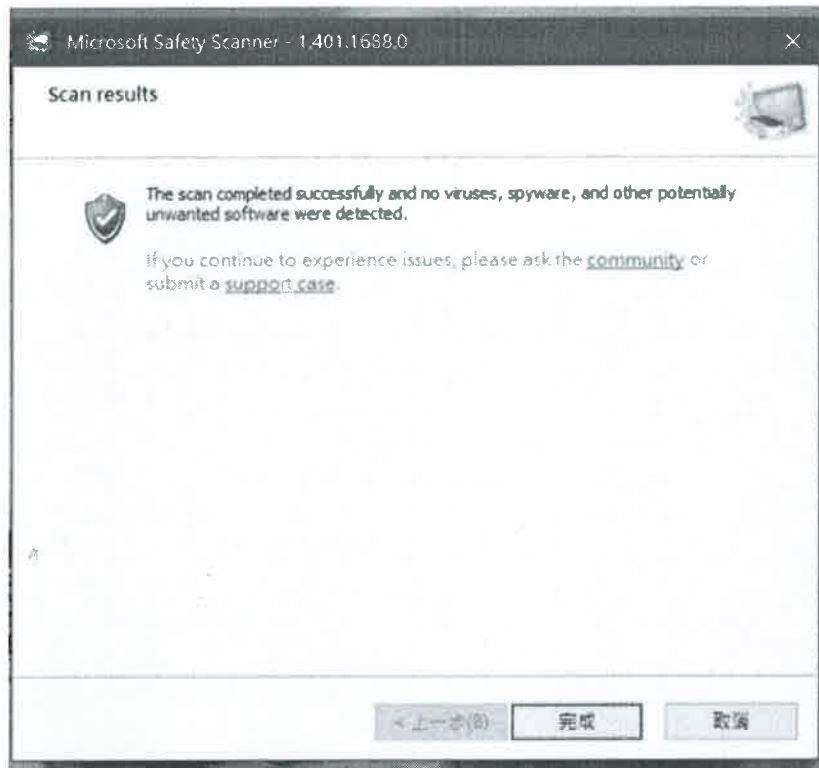 Microsoft Safety Scanner - 1.401.1688.0
Scan results
The scan completed successfully and no viruses, spyware, and other potentially
unwanted software were detected.
If you continue to experience issues, please ask the community or
submit a support case.
< 上一步(B)
完成
取消